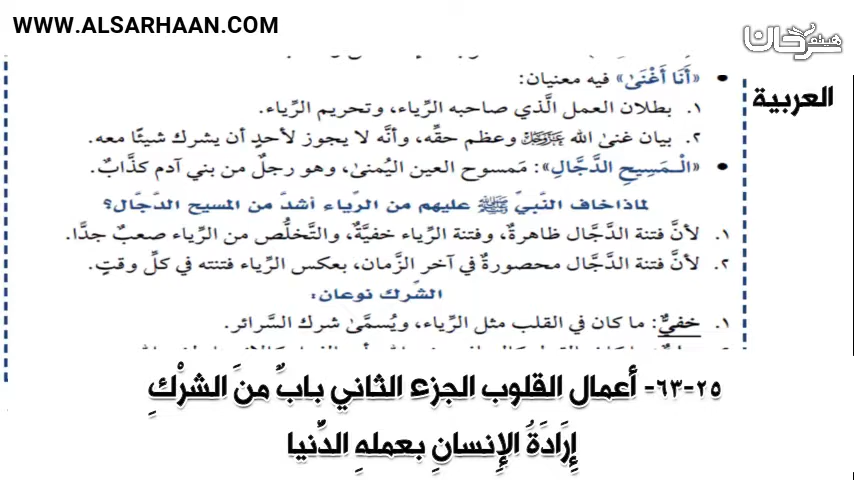 WWW.ALSARHAAN.COM
هيثم سرحان
العربية
• «أَنَا أَغْنَىٰ» فيه معنيان:
١. بطلان العمل الَّذي صاحبه الرِّياء، وتحريم الرِّياء.
٢. بيان غنىٰ الله ﷿ وعظم حقِّه، وأنَّه لا يجوز لأحدٍ أن يشرك شيئًا معه.
• «الْـمَسِيحِ الدَّجَّالِ»: مَمسوح العين اليُمنىٰ، وهو رجلٌ من بني آدم كذَّابٌ.
لماذا خاف النَّبيّ ﷺ عليهم من الرِّياء أشدّ من المسيح الدّجّال؟
١. لأنَّ فتنة الدَّجَّال ظاهرةٌ، وفتنة الرِّياء خفيَّةٌ، والتَّخلُّص من الرِّياء صعبٌ جدًّا.
٢. لأنَّ فتنة الدَّجَّال محصورةٌ في آخر الزَّمان، بعكس الرِّياء فتنته في كلِّ وقتٍ.
الشّرك نوعان:
١. خفيٌّ: ما كان في القلب مثل الرِّياء، ويُسمَّىٰ شرك السَّرائر.
٢٥-٦٣- أعمال القلوب الجزء الثاني بابٌ منَ الشرْكِ
إِرَادَةُ الإِنسانِ بعملهِ الدّنيا